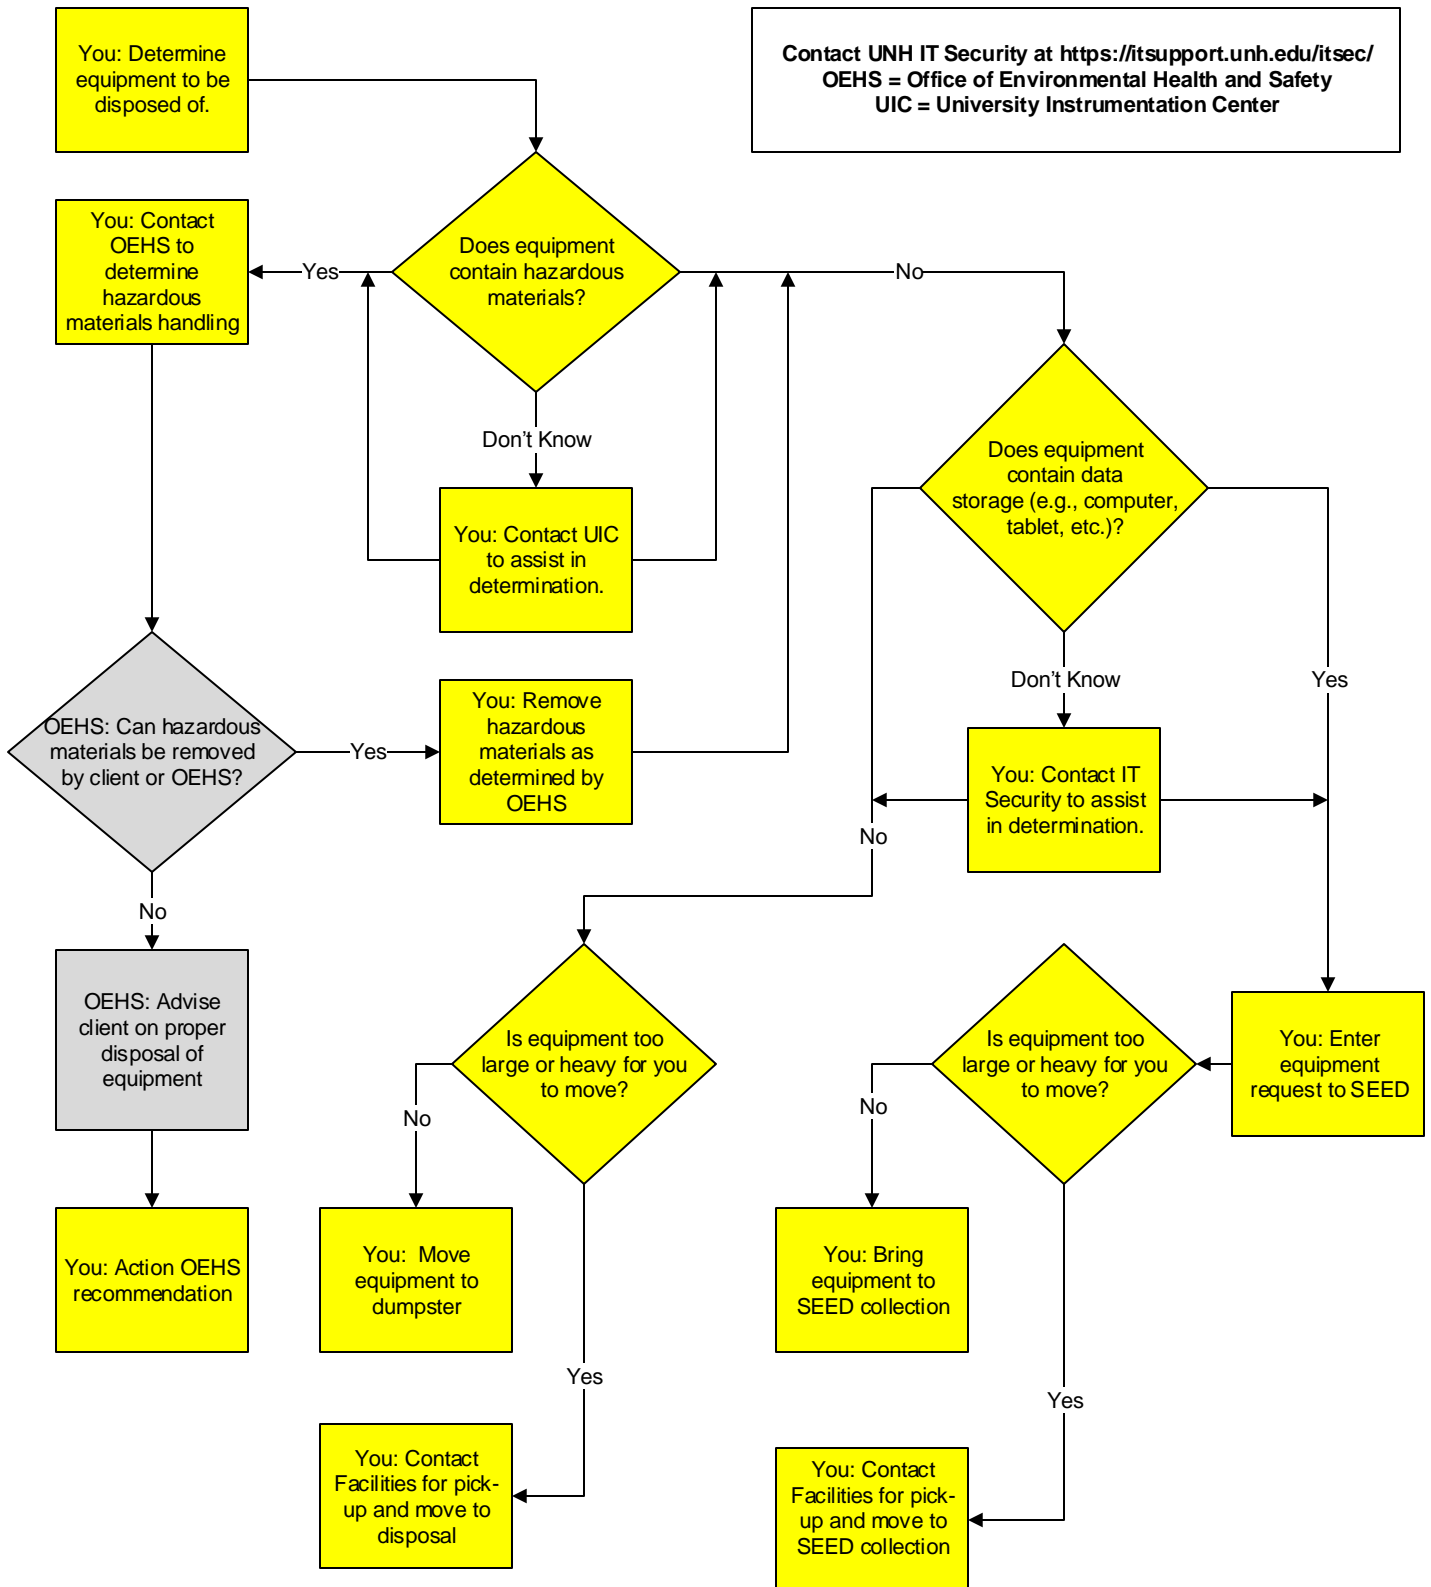 You: Determine
equipment to be
disposed of.
Contact UNH IT Security at https://itsupport.unh.edu/itsec/
OEHS = Office of Environmental Health and Safety
UIC = University Instrumentation Center
You: Contact
OEHS to
determine
hazardous
materials handling
Yes
Does equipment
contain hazardous
materials?
No
Don't Know
You: Contact UIC
to assist in
determination.
Does equipment
contain data
storage (e.g., computer,
tablet, etc.)?
Don't Know
Yes
OEHS: Can hazardous
materials be removed
by client or OEHS?
Yes
You: Remove
hazardous
materials as
determined by
OEHS
You: Contact IT
Security to assist
in determination.
No
No
OEHS: Advise
client on proper
disposal of
equipment
Is equipment too
large or heavy for you
to move?
Is equipment too
large or heavy for you
to move?
You: Enter
equipment
request to SEED
No
No
You: Action OEHS
recommendation
You:  Move
equipment to
dumpster
You: Bring
equipment to
SEED collection
Yes
Yes
You: Contact
Facilities for pick-
up and move to
disposal
You: Contact
Facilities for pick-
up and move to
SEED collection